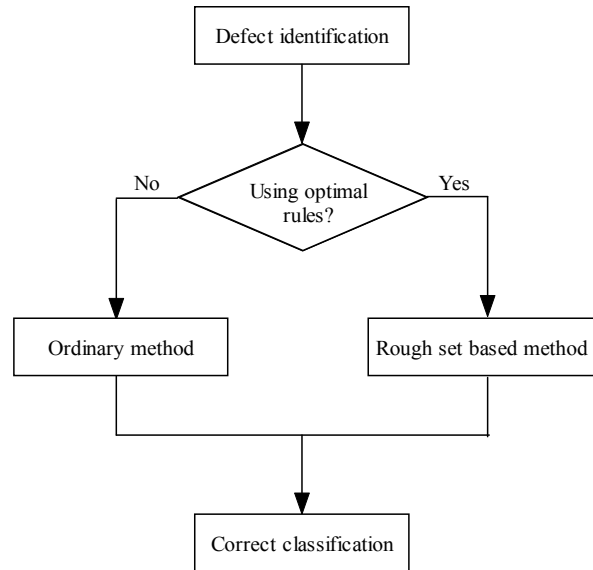 Defect identification
No
Yes
Using optimal
rules?
Ordinary method
Rough set based method
Correct classification